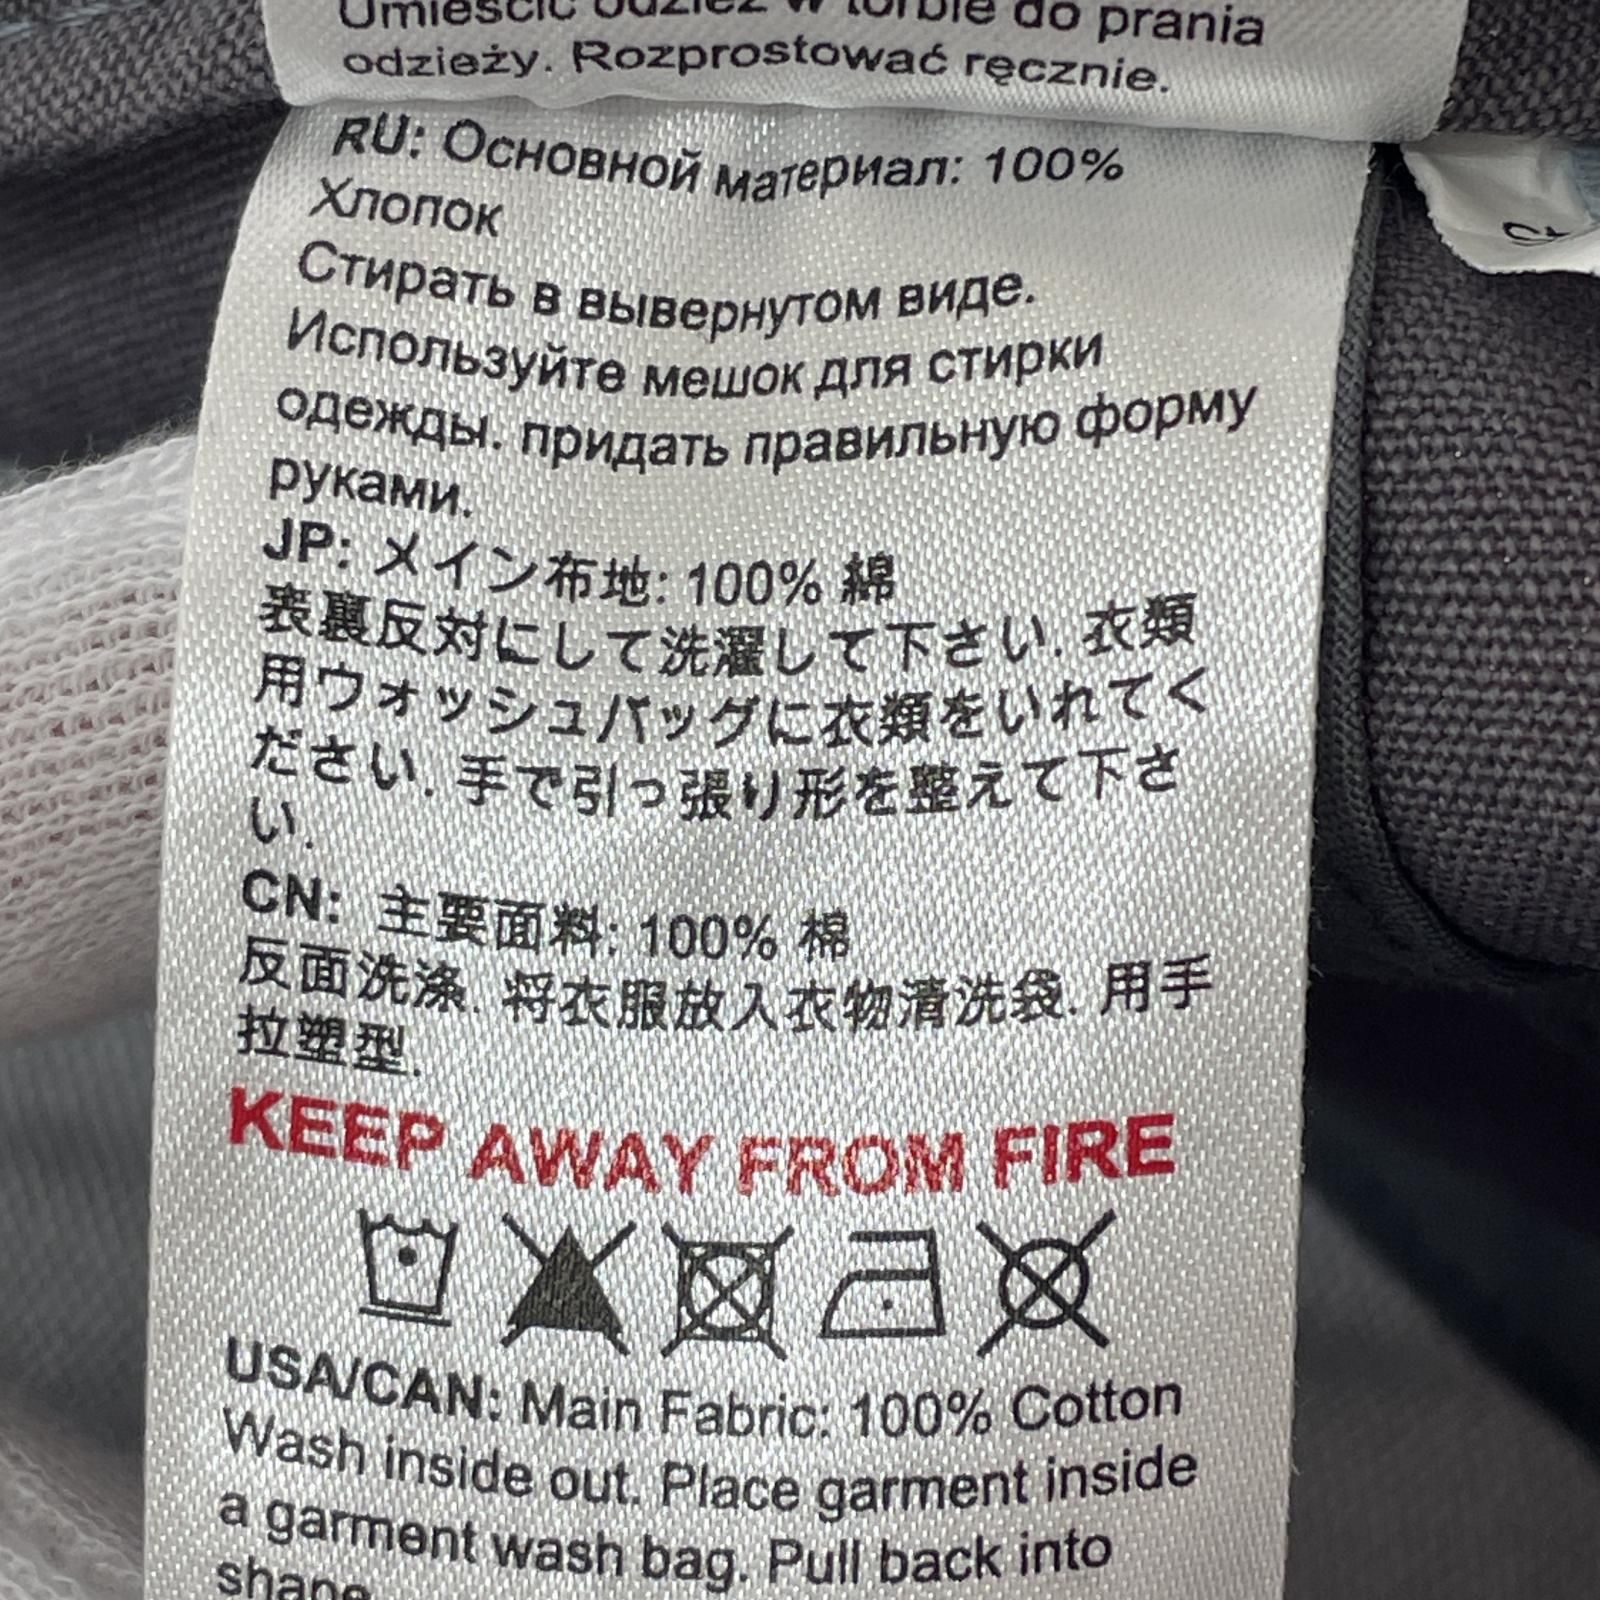 Umieścić odzież w torbie do prania
odzieży. Rozprostować ręcznie.
RU: Основной материал: 100%
Хлопок
Стирать в вывернутом виде.
Используйте мешок для стирки
одежды. придать правильную форму
руками.
JP: メイン布地: 100% 綿
表裏反対にして洗濯して下さい. 衣類
用ウォッシュバッグに衣類をいれてく
ださい. 手で引っ張り形を整えて下さ
い.
CN: 主要面料: 100% 棉
反面洗涤. 将衣服放入衣物清洗袋. 用手
拉塑型.
KEEP AWAY FROM FIRE
USA/CAN: Main Fabric: 100% Cotton
Wash inside out. Place garment inside
a garment wash bag. Pull back into
shape